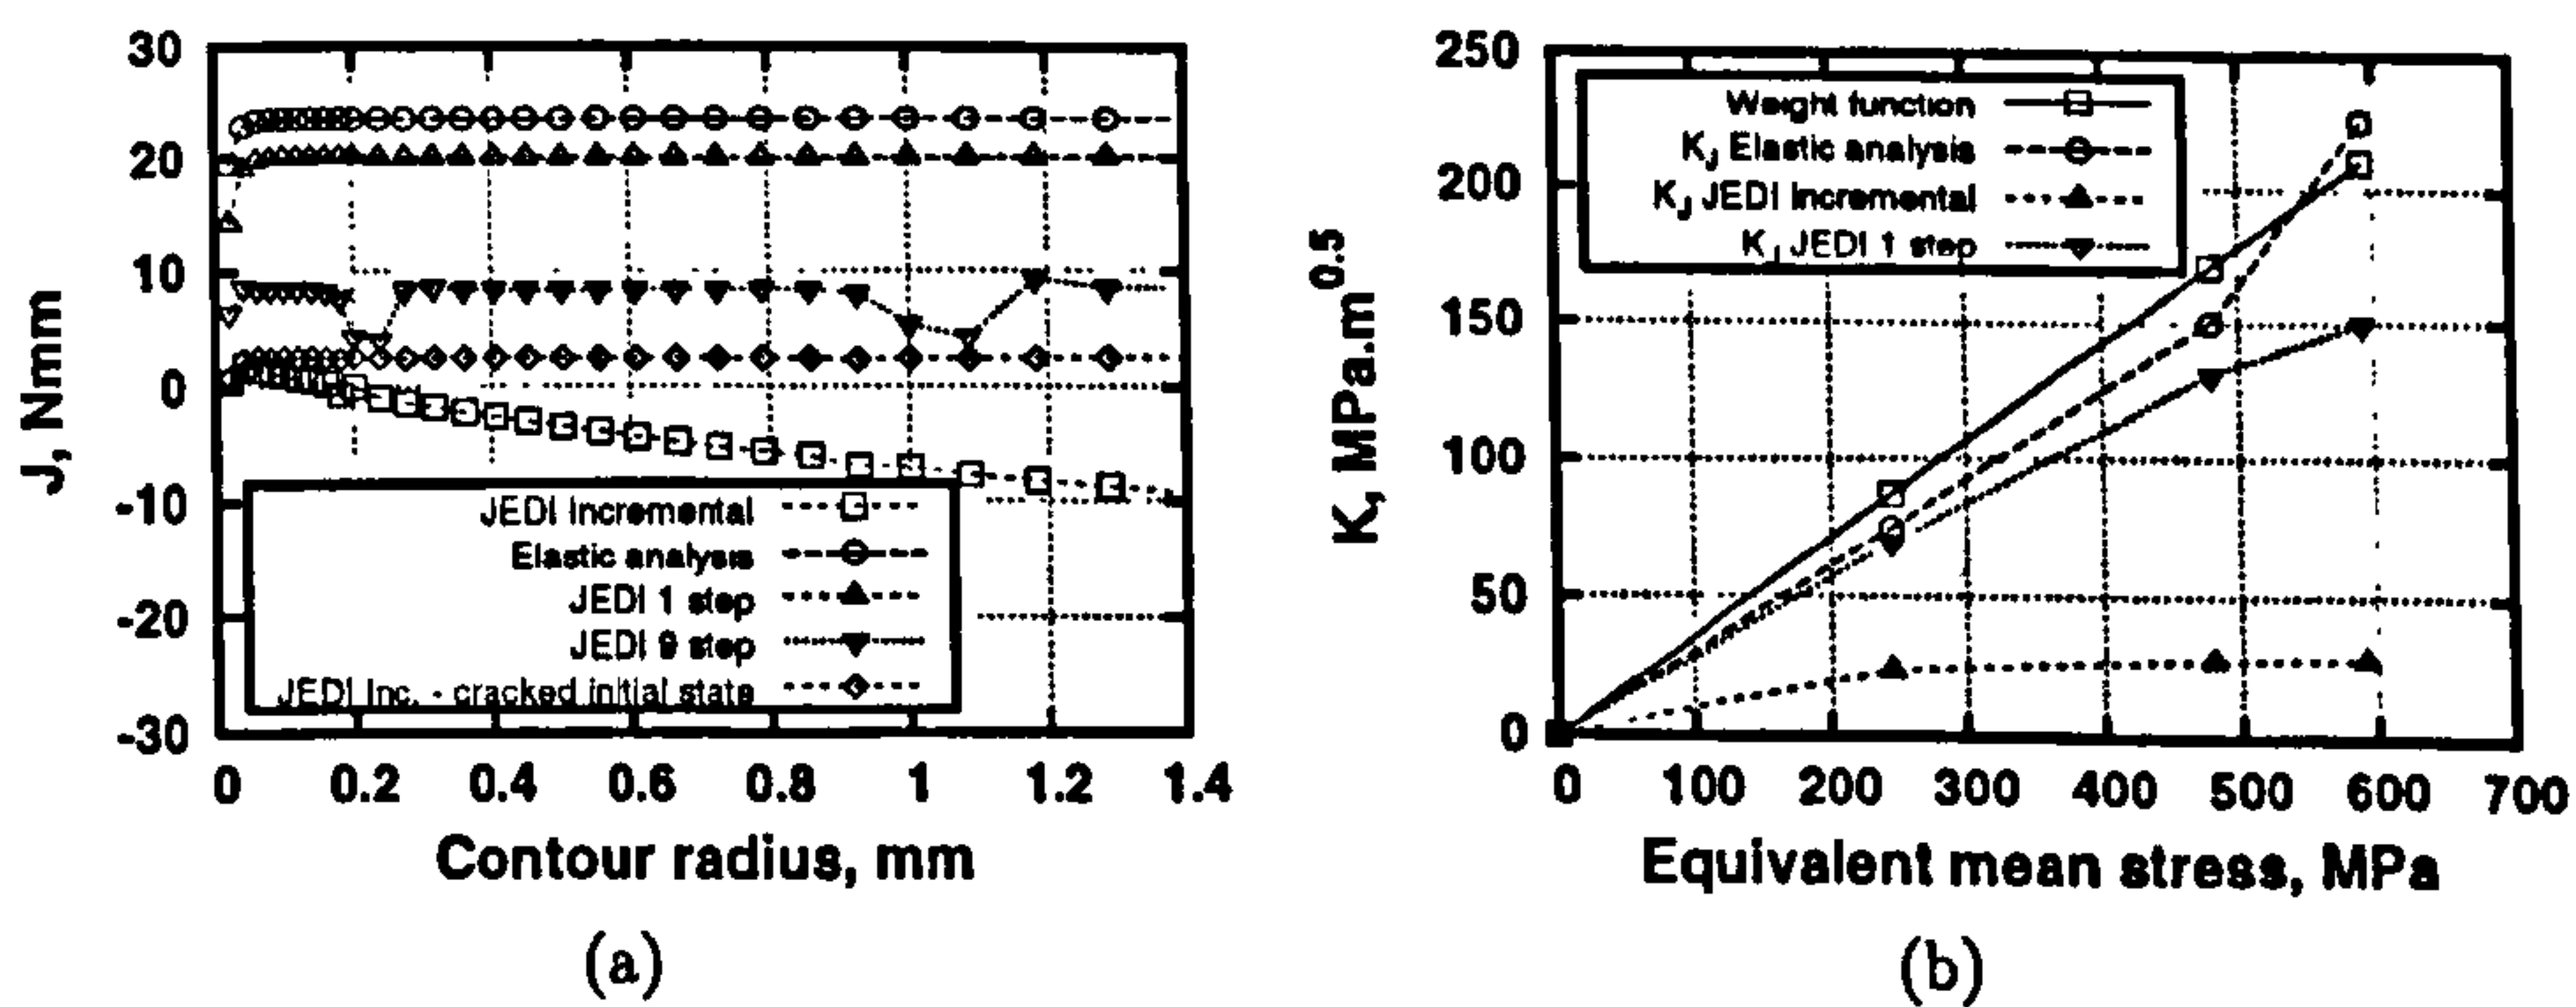 30
20
10
0
-10
-20
-30
J, Nmm
JEDI Incremental
Elastic analysis
JEDI 1 step
JEDI 9 step
JEDI Inc. - cracked initial state
0 0.2 0.4 0.6 0.8 1 1.2 1.4
Contour radius, mm
(a)
250
200
150
100
50
0
K, MPa.m^0.5
Weight function
K_J Elastic analysis
K_J JEDI Incremental
K_J JEDI 1 step
0 100 200 300 400 500 600 700
Equivalent mean stress, MPa
(b)